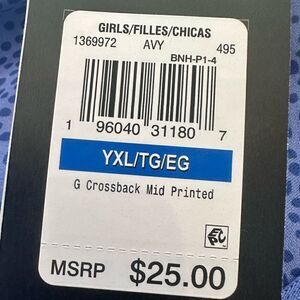 GIRLS/FILLES/CHICAS
1369972 AVY 495
BNH-P1-4
1 96040 31180 7
YXL/TG/EG
G Crossback Mid Printed
MSRP $25.00